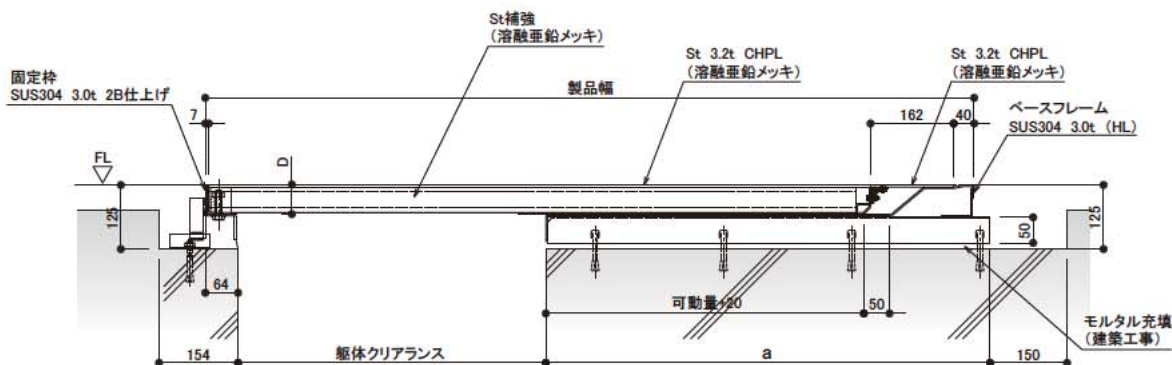 St補強
(溶融亜鉛メッキ)
St 3.2t CHPL
(溶融亜鉛メッキ)
St 3.2t CHPL
(溶融亜鉛メッキ)
固定枠
SUS304 3.0t 2B仕上げ
製品幅
ベースフレーム
SUS304 3.0t (HL)
7
162
40
FL
D
125
125
50
64
可動量+20
50
モルタル充填
(建築工事)
154
躯体クリアランス
a
150